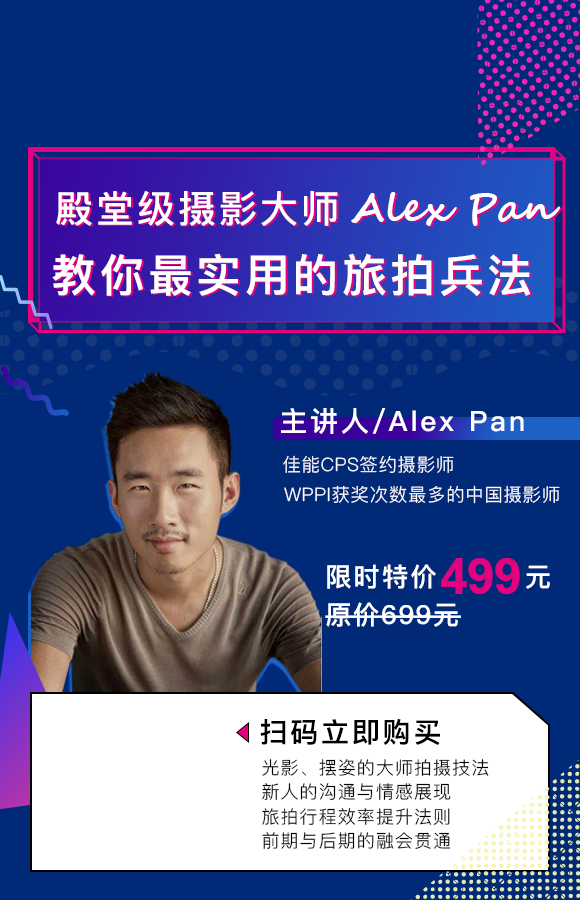 殿堂级摄影大师 Alex Pan
教你最实用的旅拍兵法
主讲人/Alex Pan
佳能CPS签约摄影师
WPPI获奖次数最多的中国摄影师
限时特价499元
原价699元
扫码立即购买
光影、摆姿的大师拍摄技法
新人的沟通与情感展现
旅拍行程效率提升法则
前期与后期的融会贯通